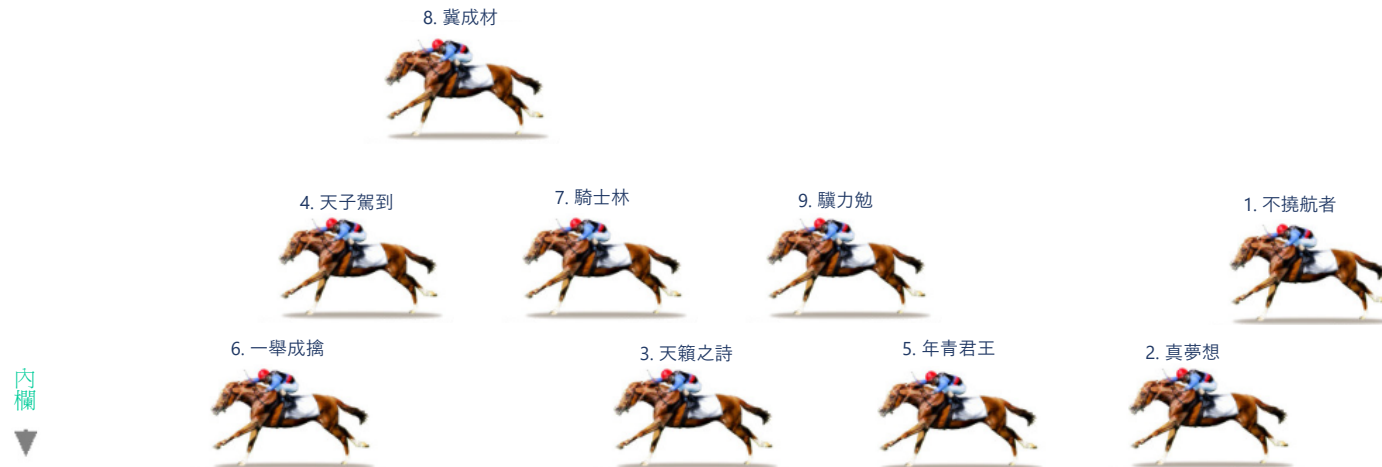 8. 冀成材
4. 天子駕到
7. 騎士林
9. 驥力勉
1. 不撓航者
6. 一舉成擒
3. 天籟之詩
5. 年青君王
2. 真夢想
內欄